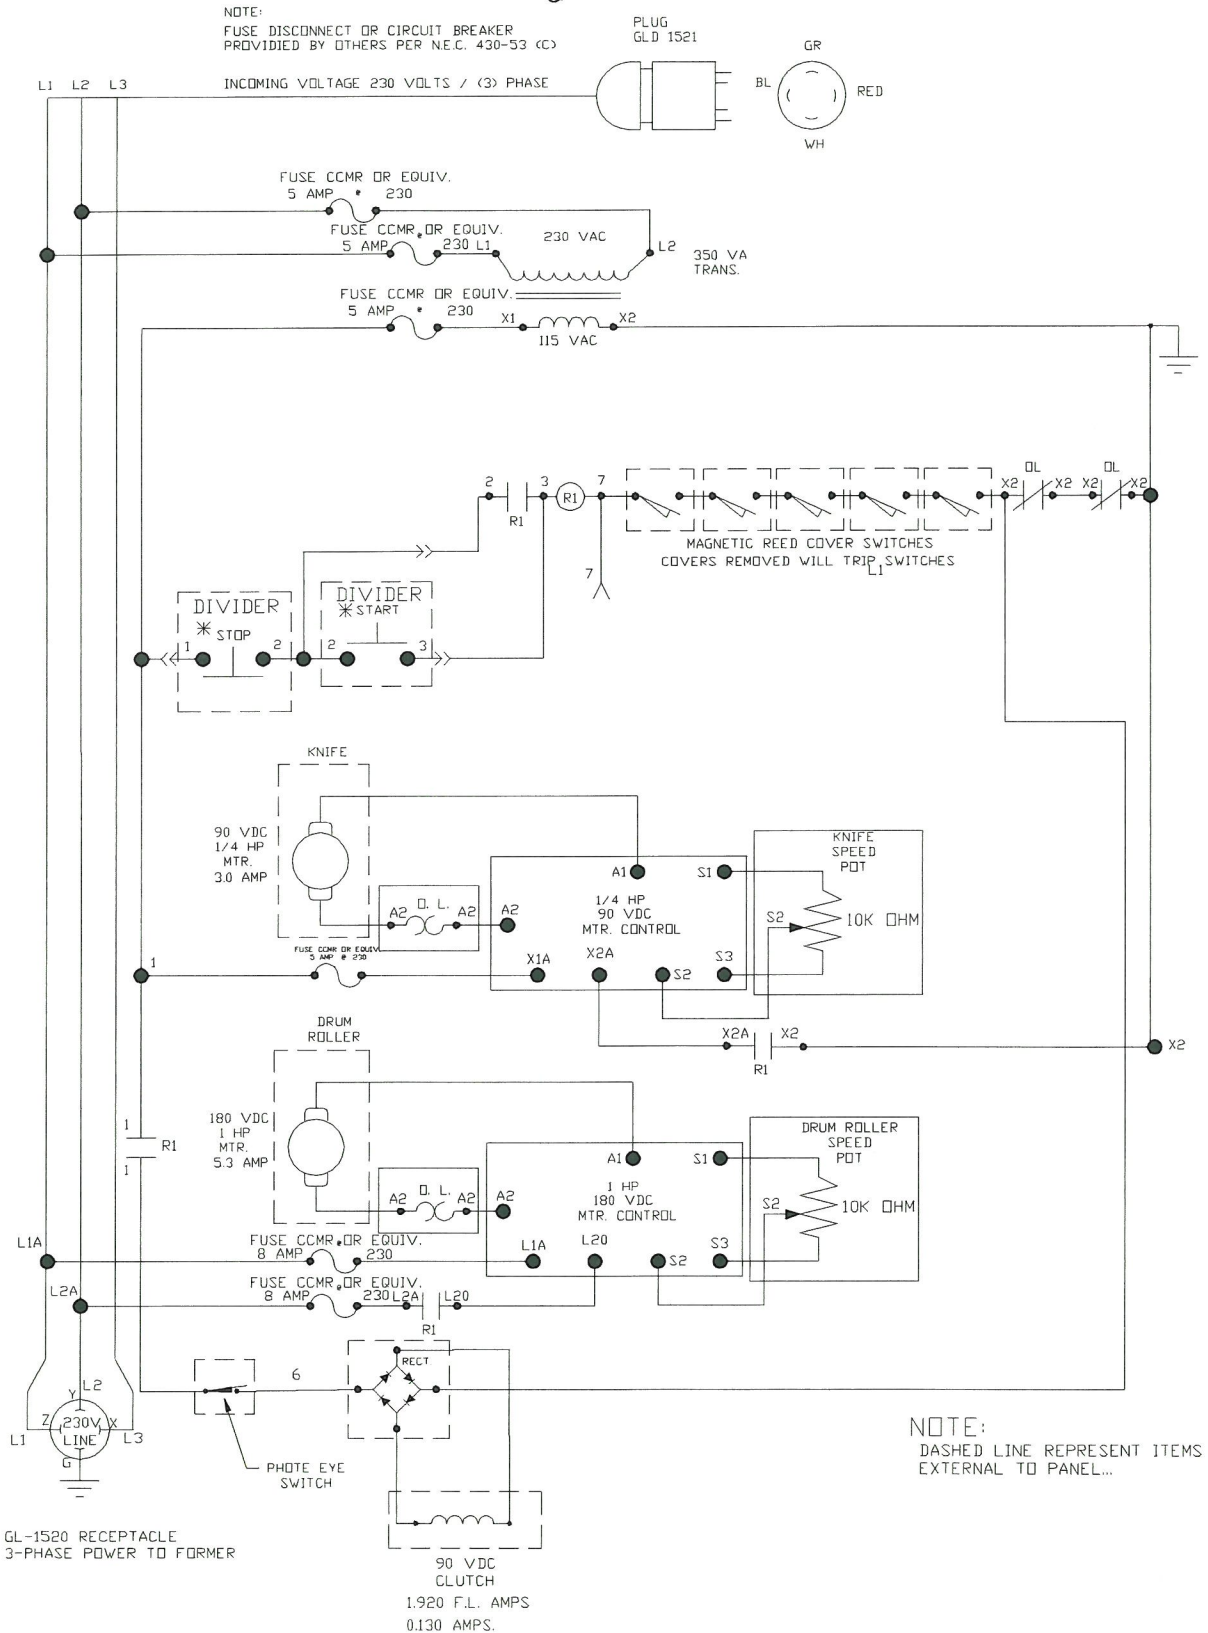 NOTE:
FUSE DISCONNECT OR CIRCUIT BREAKER
PROVIDIED BY OTHERS PER N.E.C. 430-53 (C)
PLUG
GLD 1521
GR
L1 L2 L3
INCOMING VOLTAGE 230 VOLTS / (3) PHASE
BL
RED
WH
FUSE CCMR OR EQUIV.
5 AMP 230
FUSE CCMR OR EQUIV.
5 AMP 230 L1
230 VAC
L2
350 VA
TRANS.
FUSE CCMR OR EQUIV.
5 AMP 230
X1
X2
115 VAC
2
R1
3
R1
7
X2
OL
X2
X2
OL
X2
MAGNETIC REED COVER SWITCHES
COVERS REMOVED WILL TRIP SWITCHES
L1
7
DIVIDER
* STOP
1
2
DIVIDER
* START
2
3
KNIFE
90 VDC
1/4 HP
MTR.
3.0 AMP
A2
O. L.
A2
A2
A1
S1
1/4 HP
90 VDC
MTR. CONTROL
X1A
X2A
S2
S3
KNIFE
SPEED
POT
S2
10K OHM
1
FUSE CCMR OR EQUIV.
5 AMP @ 230
X2A
X2
R1
X2
DRUM
ROLLER
180 VDC
1 HP
MTR.
5.3 AMP
1
R1
1
A2
O. L.
A2
A2
A1
S1
1 HP
180 VDC
MTR. CONTROL
L1A
L20
S2
S3
DRUM ROLLER
SPEED
POT
S2
10K OHM
L1A
FUSE CCMR OR EQUIV.
8 AMP 230
L2A
FUSE CCMR OR EQUIV.
8 AMP 230 L2A
L20
R1
RECT.
6
PHOTE EYE
SWITCH
L2
Y
Z
230V
X
LINE
L1
L3
G
GL-1520 RECEPTACLE
3-PHASE POWER TO FORMER
90 VDC
CLUTCH
1.920 F.L. AMPS
0.130 AMPS.
NOTE:
DASHED LINE REPRESENT ITEMS
EXTERNAL TO PANEL...